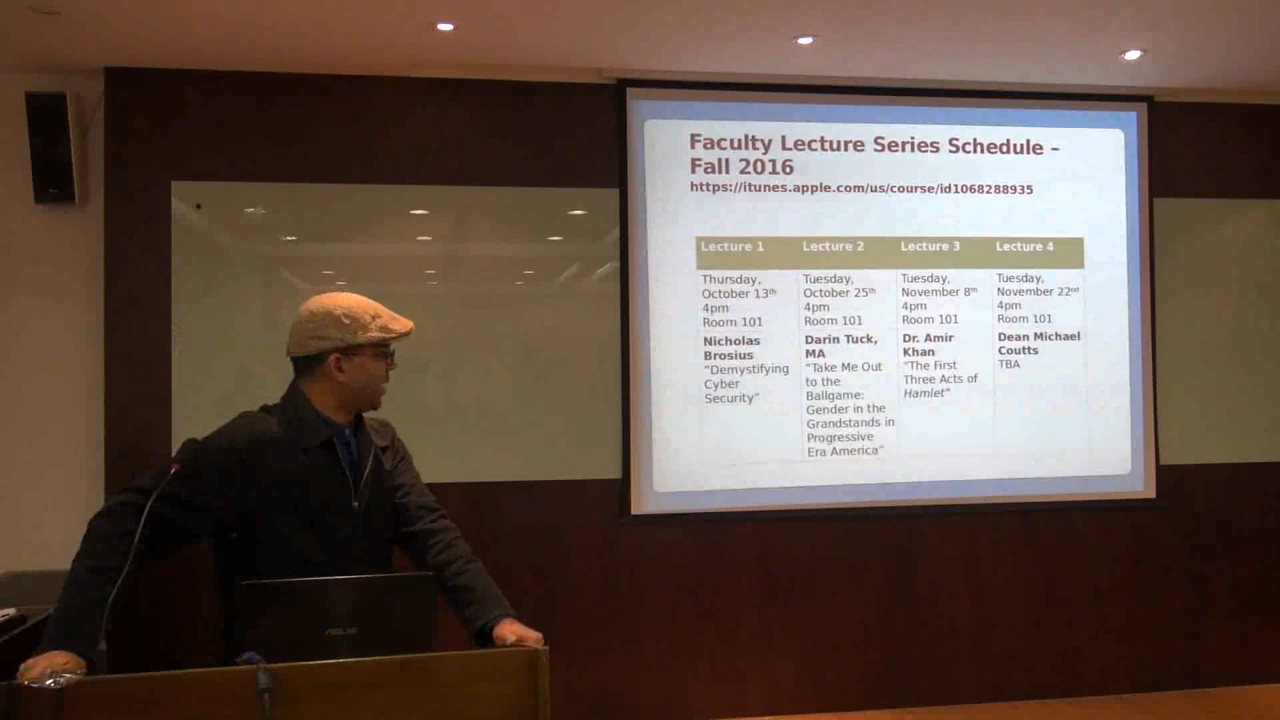 Faculty Lecture Series Schedule –
Fall 2016
https://itunes.apple.com/us/course/id1068288935
Lecture 1
Lecture 2
Lecture 3
Lecture 4
Thursday,
October 13th
4pm
Room 101
Tuesday,
October 25th
4pm
Room 101
Tuesday,
November 8th
4pm
Room 101
Tuesday,
November 22nd
4pm
Room 101
Nicholas
Brosius
“Demystifying
Cyber
Security”
Darin Tuck,
MA
“Take Me Out
to the
Ballgame:
Gender in the
Grandstands in
Progressive
Era America”
Dr. Amir
Khan
“The First
Three Acts of
Hamlet”
Dean Michael
Coutts
TBA
ASUS